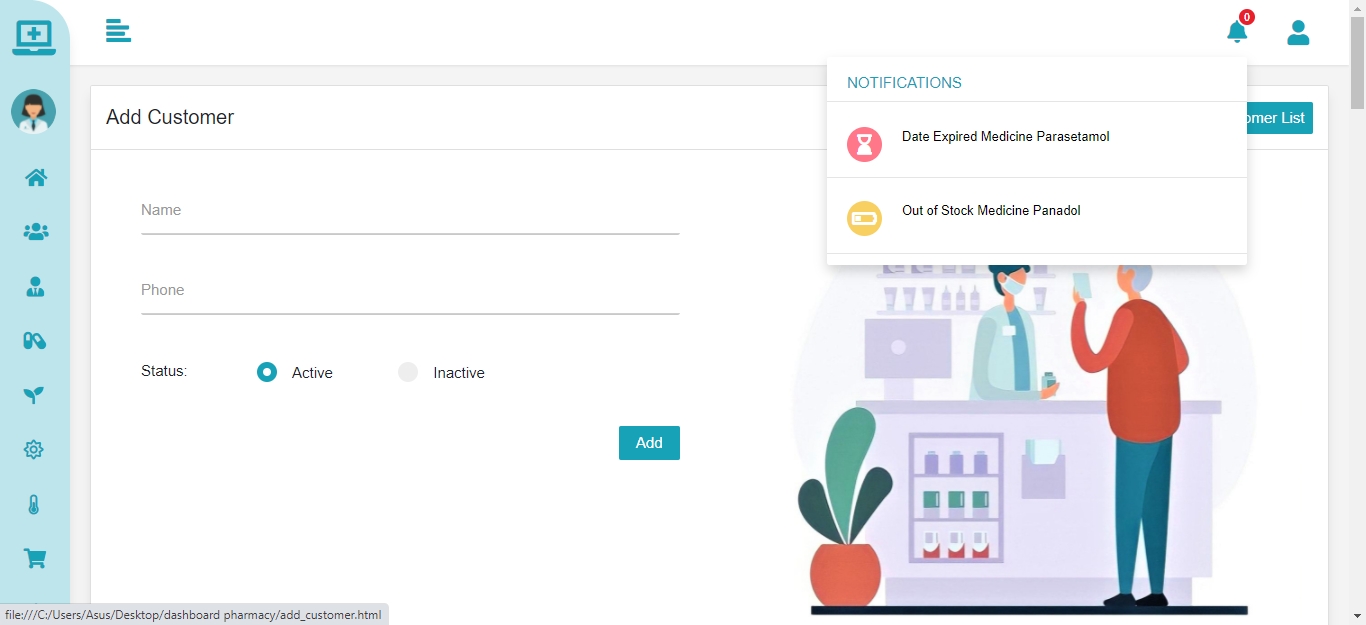 0
NOTIFICATIONS
Add Customer
omer List
Date Expired Medicine Parasetamol
Name
Out of Stock Medicine Panadol
Phone
Status:
Active
Inactive
Add
file:///C:/Users/Asus/Desktop/dashboard pharmacy/add_customer.html